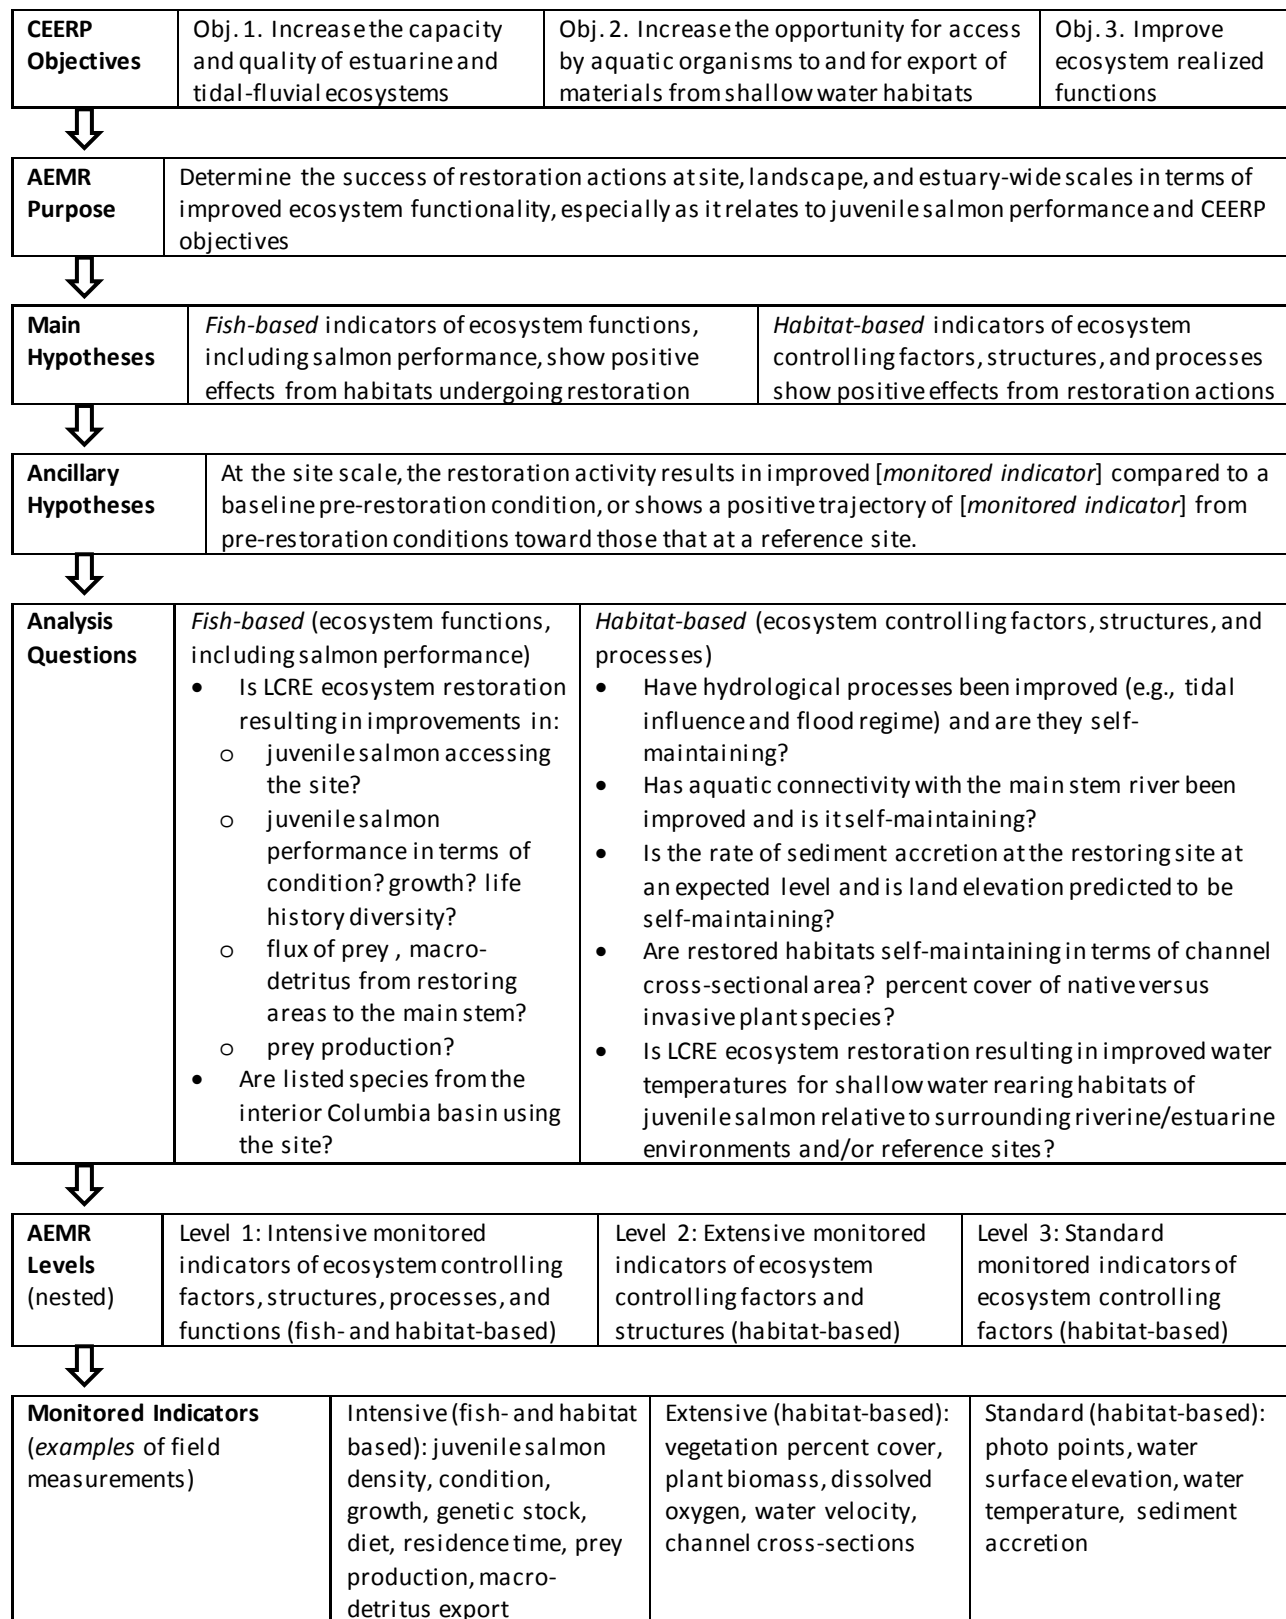 CEERP
Objectives
Obj. 1. Increase the capacity
and quality of estuarine and
tidal-fluvial ecosystems
Obj. 2. Increase the opportunity for access
by aquatic organisms to and for export of
materials from shallow water habitats
Obj. 3. Improve
ecosystem realized
functions
AEMR
Purpose
Determine the success of restoration actions at site, landscape, and estuary-wide scales in terms of
improved ecosystem functionality, especially as it relates to juvenile salmon performance and CEERP
objectives
Main
Hypotheses
Fish-based indicators of ecosystem functions,
including salmon performance, show positive
effects from habitats undergoing restoration
Habitat-based indicators of ecosystem
controlling factors, structures, and processes
show positive effects from restoration actions
Ancillary
Hypotheses
At the site scale, the restoration activity results in improved [monitored indicator] compared to a
baseline pre-restoration condition, or shows a positive trajectory of [monitored indicator] from
pre-restoration conditions toward those that at a reference site.
Analysis
Questions
Fish-based (ecosystem functions,
including salmon performance)
• Is LCRE ecosystem restoration
resulting in improvements in:
o juvenile salmon accessing
the site?
o juvenile salmon
performance in terms of
condition? growth? life
history diversity?
o flux of prey , macro-
detritus from restoring
areas to the main stem?
o prey production?
• Are listed species from the
interior Columbia basin using
the site?
Habitat-based (ecosystem controlling factors, structures, and
processes)
• Have hydrological processes been improved (e.g., tidal
influence and flood regime) and are they self-
maintaining?
• Has aquatic connectivity with the main stem river been
improved and is it self-maintaining?
• Is the rate of sediment accretion at the restoring site at
an expected level and is land elevation predicted to be
self-maintaining?
• Are restored habitats self-maintaining in terms of channel
cross-sectional area? percent cover of native versus
invasive plant species?
• Is LCRE ecosystem restoration resulting in improved water
temperatures for shallow water rearing habitats of
juvenile salmon relative to surrounding riverine/estuarine
environments and/or reference sites?
AEMR
Levels
(nested)
Level 1: Intensive monitored
indicators of ecosystem controlling
factors, structures, processes, and
functions (fish- and habitat-based)
Level 2: Extensive monitored
indicators of ecosystem
controlling factors and
structures (habitat-based)
Level 3: Standard
monitored indicators of
ecosystem controlling
factors (habitat-based)
Monitored Indicators
(examples of field
measurements)
Intensive (fish- and habitat
based): juvenile salmon
density, condition,
growth, genetic stock,
diet, residence time, prey
production, macro-
detritus export
Extensive (habitat-based):
vegetation percent cover,
plant biomass, dissolved
oxygen, water velocity,
channel cross-sections
Standard (habitat-based):
photo points, water
surface elevation, water
temperature, sediment
accretion